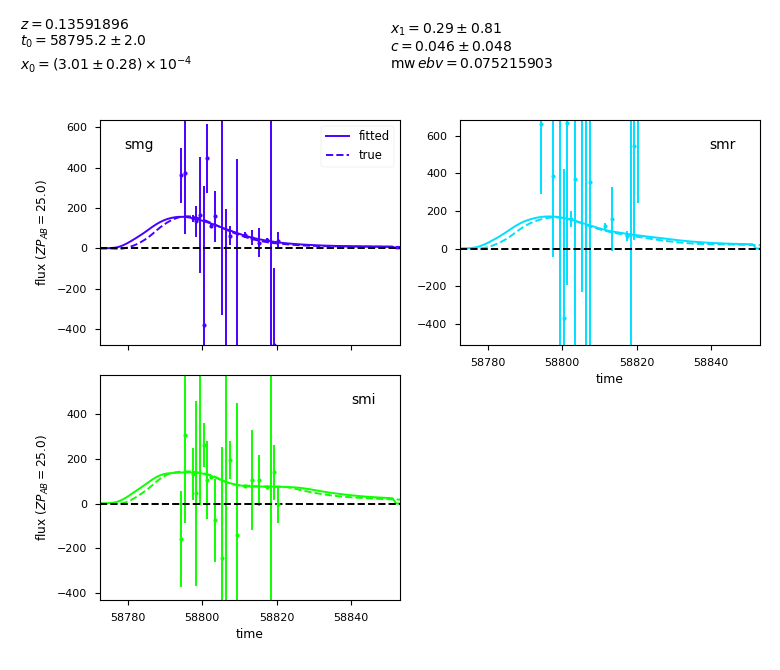 z = 0.13591896
t₀ = 58795.2 ± 2.0
x₀ = (3.01 ± 0.28) × 10⁻⁴
x₁ = 0.29 ± 0.81
c = 0.046 ± 0.048
mw ebv = 0.075215903
smg
fitted
true
600
400
200
0
−200
−400
flux (ZP_AB = 25.0)
smr
600
400
200
0
−200
−400
58780 58800 58820 58840
time
smi
400
200
0
−200
−400
flux (ZP_AB = 25.0)
58780 58800 58820 58840
time